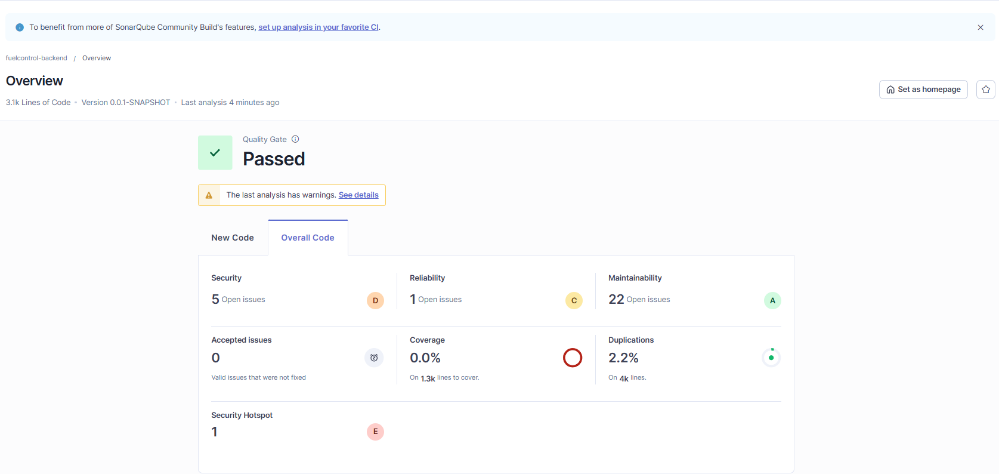 To benefit from more of SonarQube Community Build's features, set up analysis in your favorite CI.
fuelcontrol-backend / Overview
Overview
Set as homepage
3.1k Lines of Code • Version 0.0.1-SNAPSHOT • Last analysis 4 minutes ago
Quality Gate
Passed
The last analysis has warnings. See details
New Code
Overall Code
Security
5 Open issues
D
Reliability
1 Open issues
C
Maintainability
22 Open issues
A
Accepted issues
0
Valid issues that were not fixed
Coverage
0.0%
On 1.3k lines to cover.
Duplications
2.2%
On 4k lines.
Security Hotspot
1
E